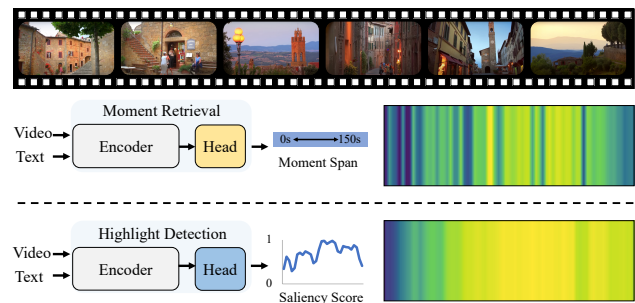 Moment Retrieval
Video
Text
Encoder
Head
0s
150s
Moment Span
Highlight Detection
Video
Text
Encoder
Head
1
0
Saliency Score